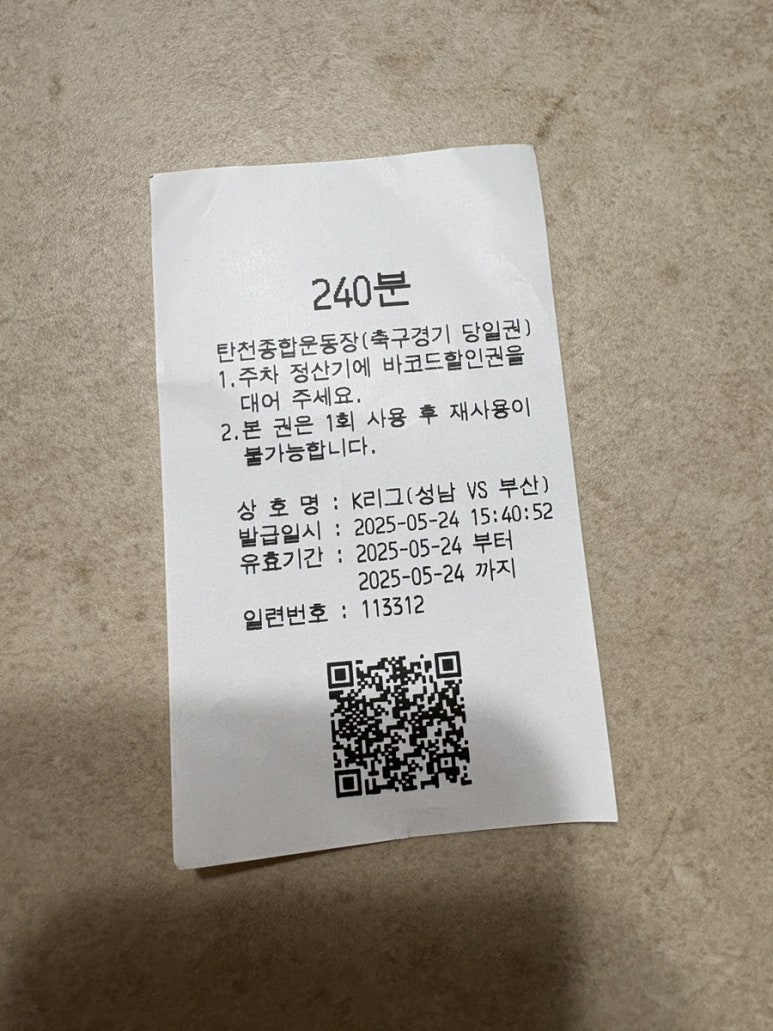 240분
탄천종합운동장(축구경기 당일권)
1.주차 정산기에 바코드할인권을
대어 주세요.
2.본 권은 1회 사용 후 재사용이
불가능합니다.
상 호 명 : K리그(성남 VS 부산)
발급일시 : 2025-05-24 15:40:52
유효기간 : 2025-05-24 부터
2025-05-24 까지
일련번호 : 113312